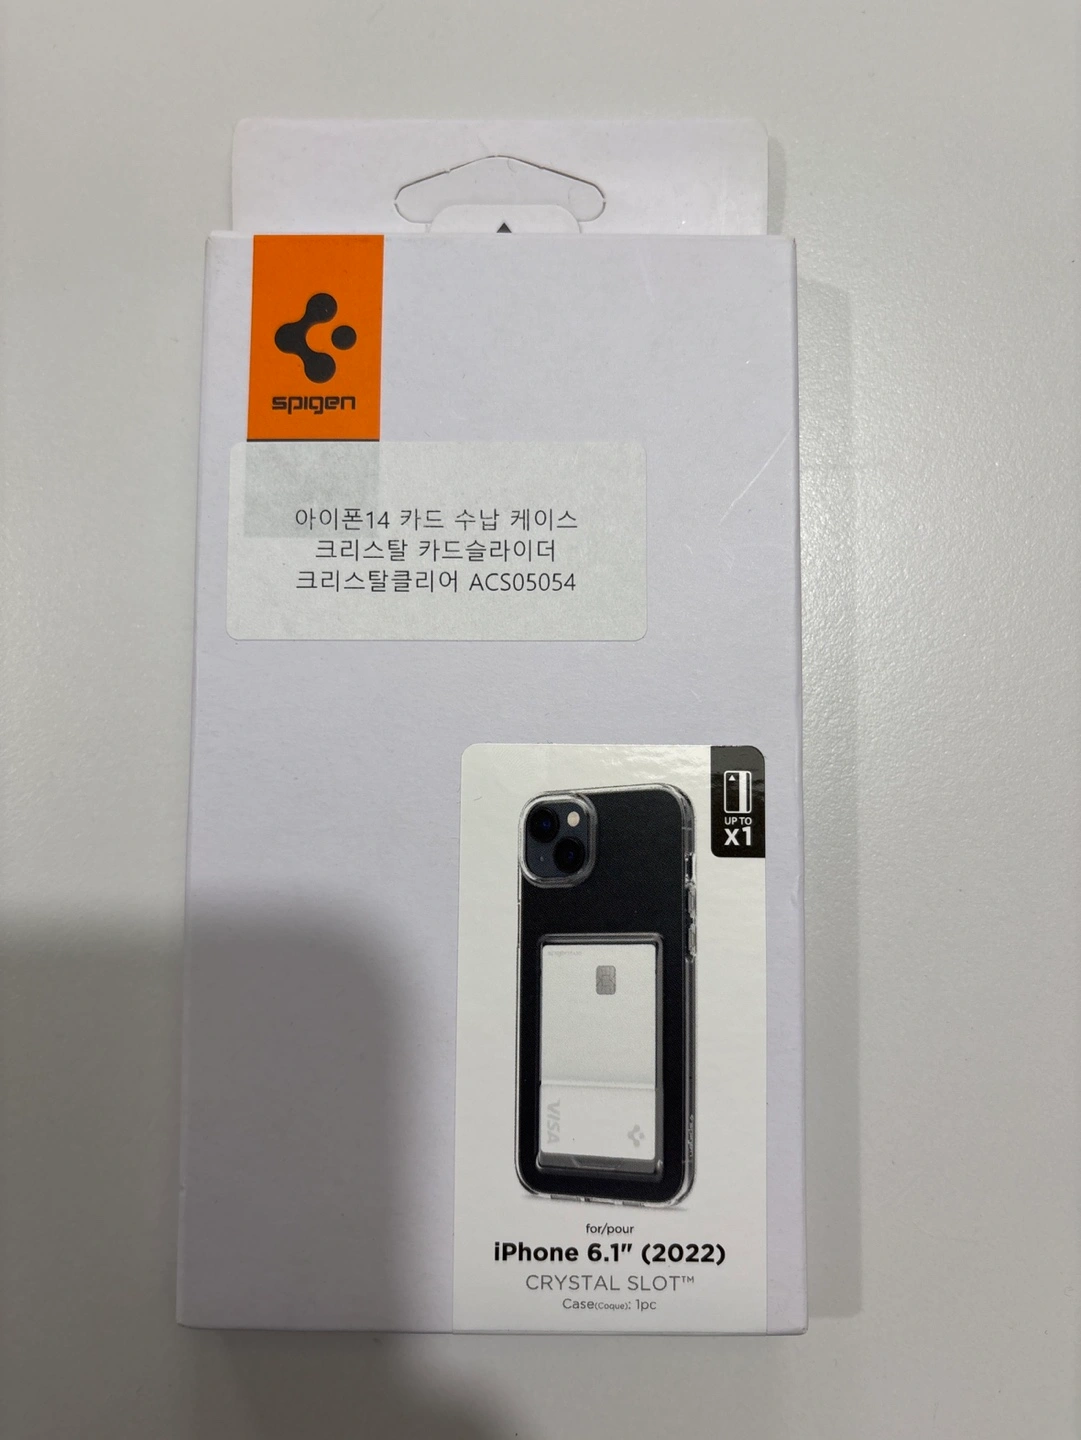 spigen
아이폰14 카드 수납 케이스
크리스탈 카드슬라이더
크리스탈클리어 ACS05054
UP TO
X1
VISA
for/pour
iPhone 6.1" (2022)
CRYSTAL SLOT™
Case(Coque): 1pc